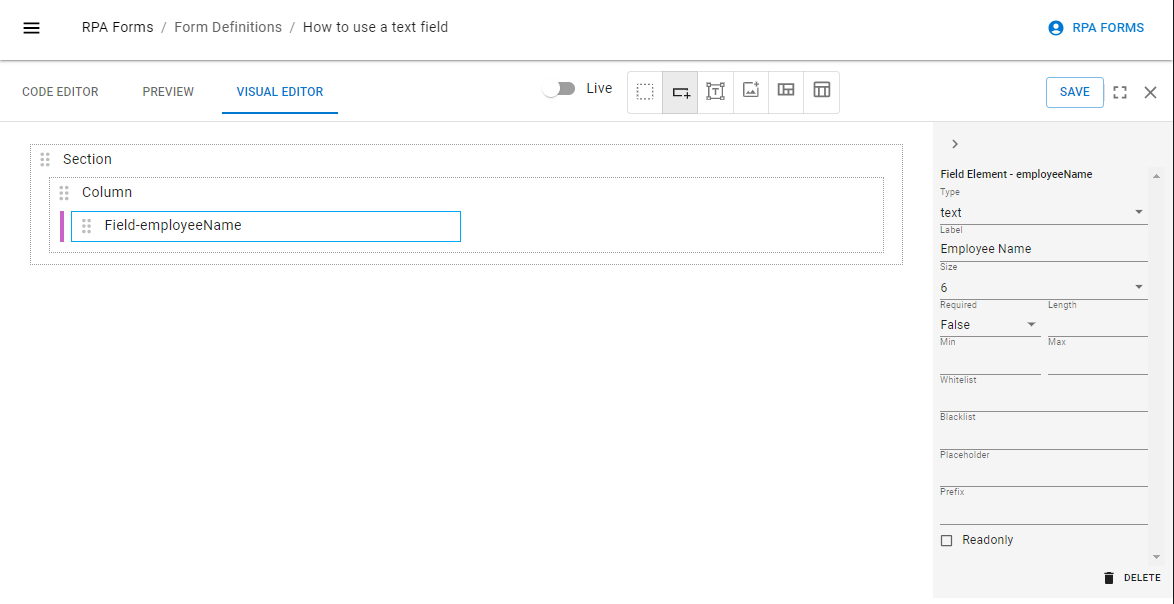 RPA Forms / Form Definitions / How to use a text field
RPA FORMS
CODE EDITOR
PREVIEW
VISUAL EDITOR
Live
T
SAVE
Section
Column
Field-employeeName
Field Element - employeeName
Type
text
Label
Employee Name
Size
6
Required Length
False
Min Max
Whitelist
Blacklist
Placeholder
Prefix
Readonly
DELETE